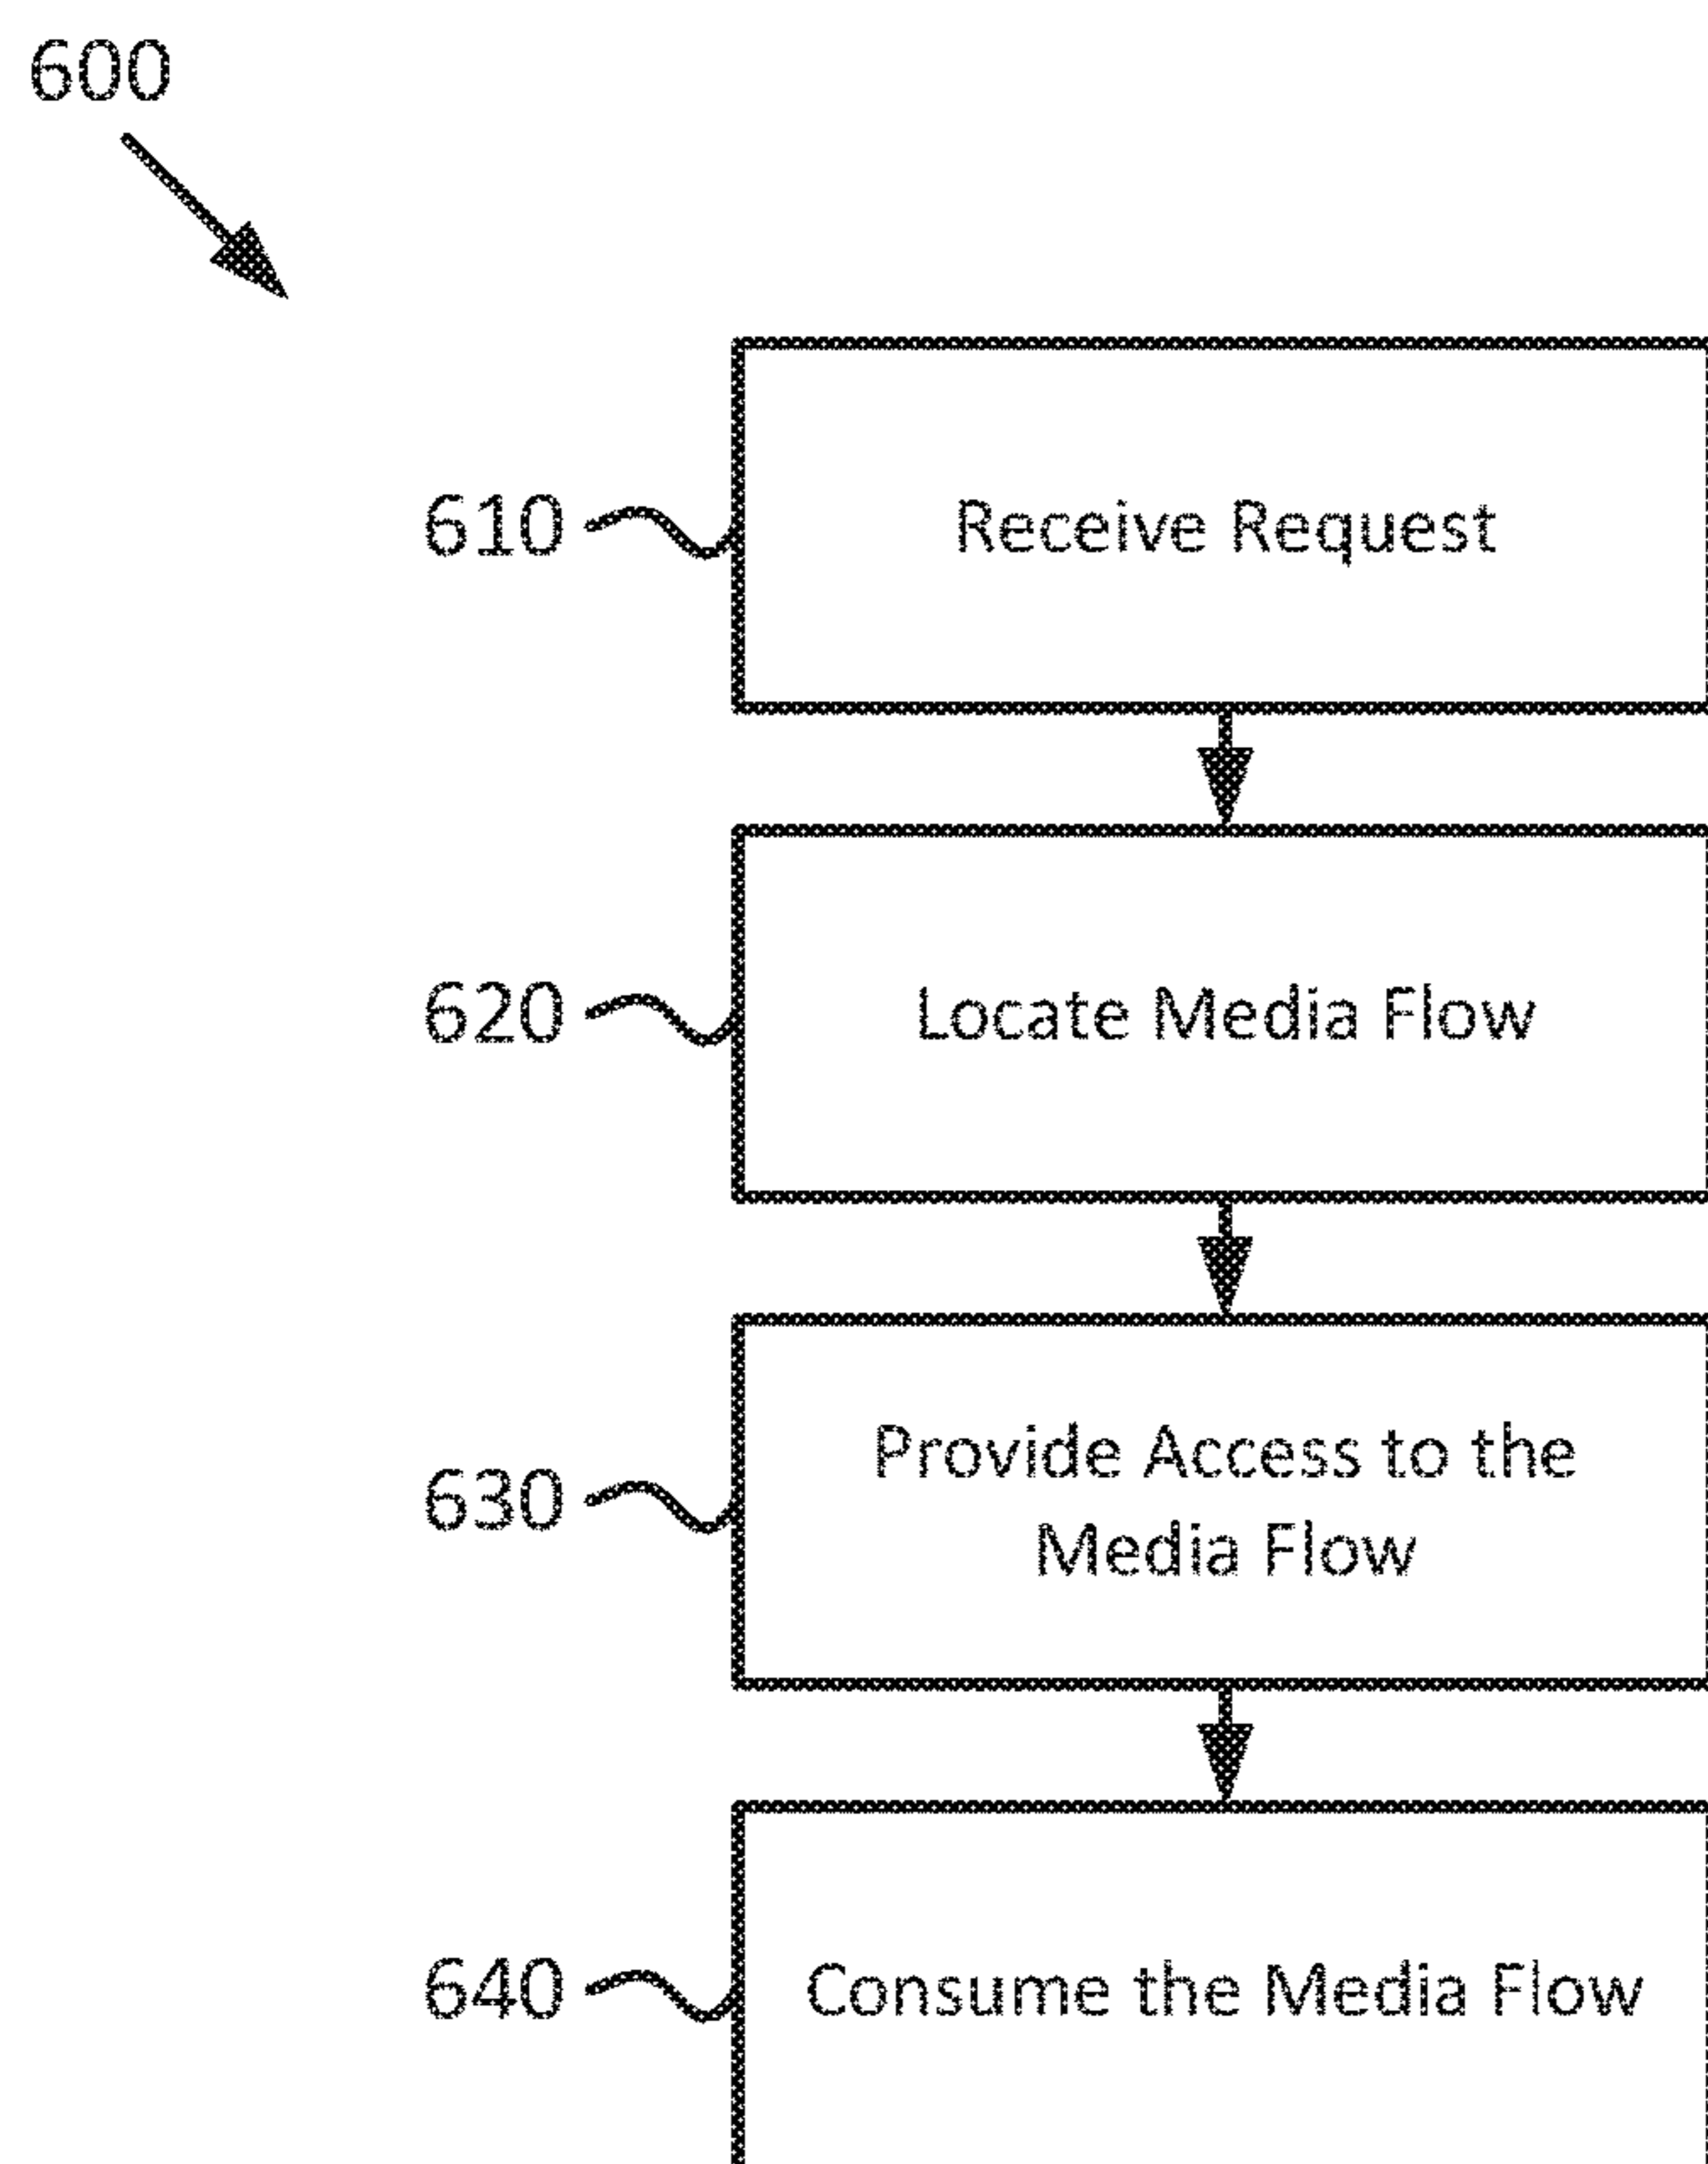 600
610
Receive Request
620
Locate Media Flow
630
Provide Access to the
Media Flow
640
Consume the Media Flow